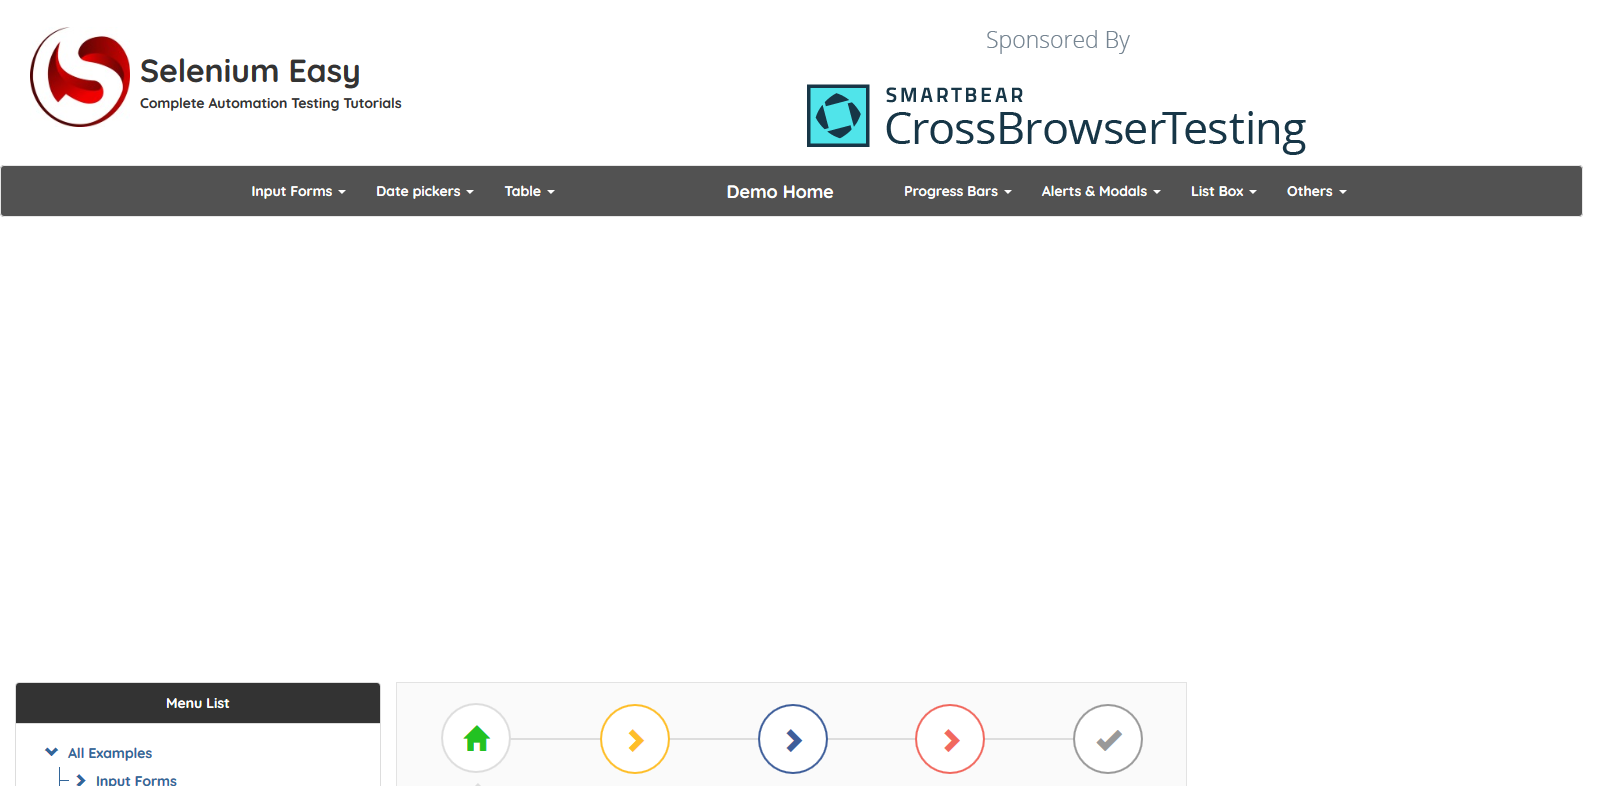 Selenium Easy
Complete Automation Testing Tutorials
Sponsored By
SMARTBEAR
CrossBrowserTesting
Input Forms Date pickers Table Demo Home Progress Bars Alerts & Modals List Box Others
Menu List
All Examples
Input Forms